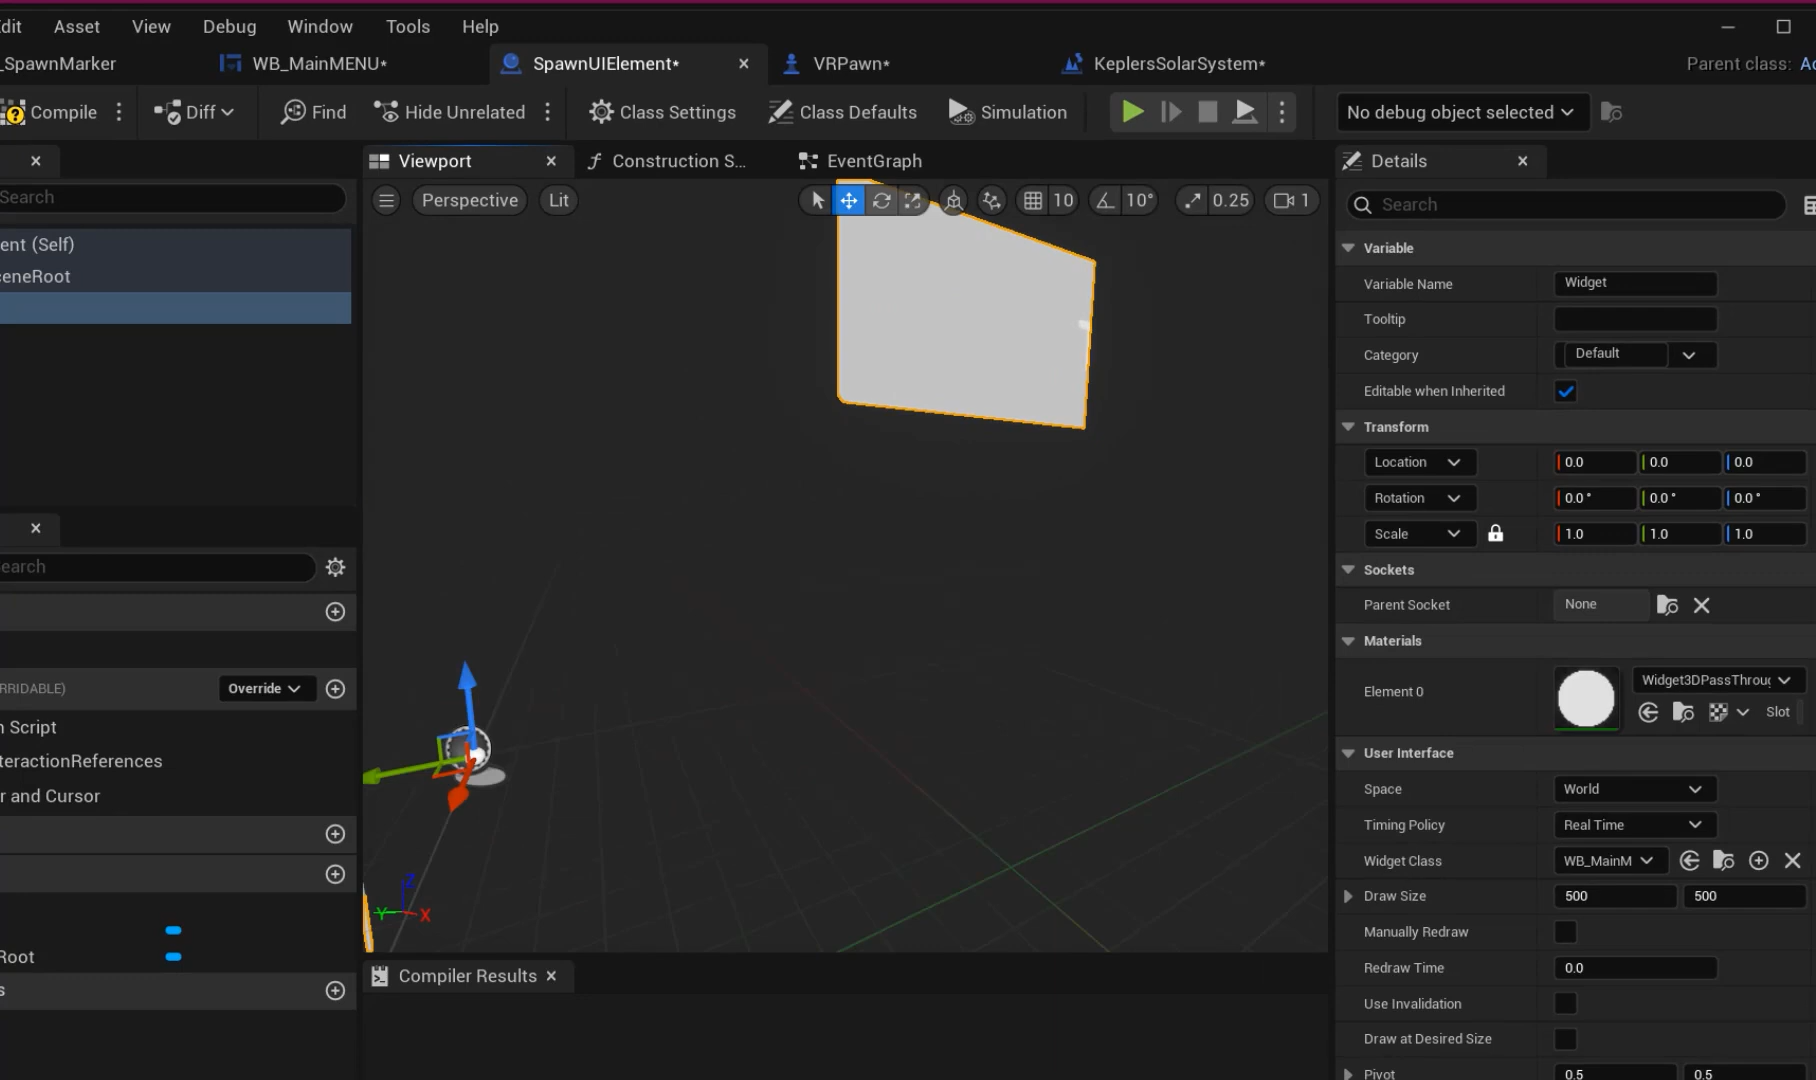 Edit Asset View Debug Window Tools Help
_SpawnMarker WB_MainMENU* SpawnUIElement* VRPawn* KeplersSolarSystem* Parent class: Ac
Compile Diff Find Hide Unrelated Class Settings Class Defaults Simulation No debug object selected
Viewport Construction S... EventGraph Details
Search
Perspective Lit 10 10° 0.25 1
Search
ent (Self)
ceneRoot
earch
RRIDABLE) Override
n Script
teractionReferences
r and Cursor
Root
s
Z
Y X
Compiler Results
Variable
Variable Name Widget
Tooltip
Category Default
Editable when Inherited
Transform
Location 0.0 0.0 0.0
Rotation 0.0° 0.0° 0.0°
Scale 1.0 1.0 1.0
Sockets
Parent Socket None
Materials
Element 0 Widget3DPassThroug
Slot
User Interface
Space World
Timing Policy Real Time
Widget Class WB_MainM
Draw Size 500 500
Manually Redraw
Redraw Time 0.0
Use Invalidation
Draw at Desired Size
Pivot 0.5 0.5